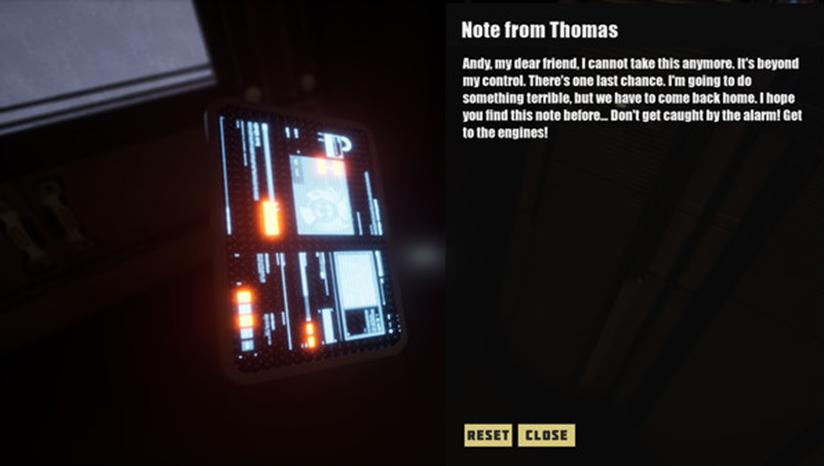 Note from Thomas
Andy, my dear friend, I cannot take this anymore. It's beyond
my control. There's one last chance. I'm going to do
something terrible, but we have to come back home. I hope
you find this note before... Don't get caught by the alarm! Get
to the engines!
RESET CLOSE